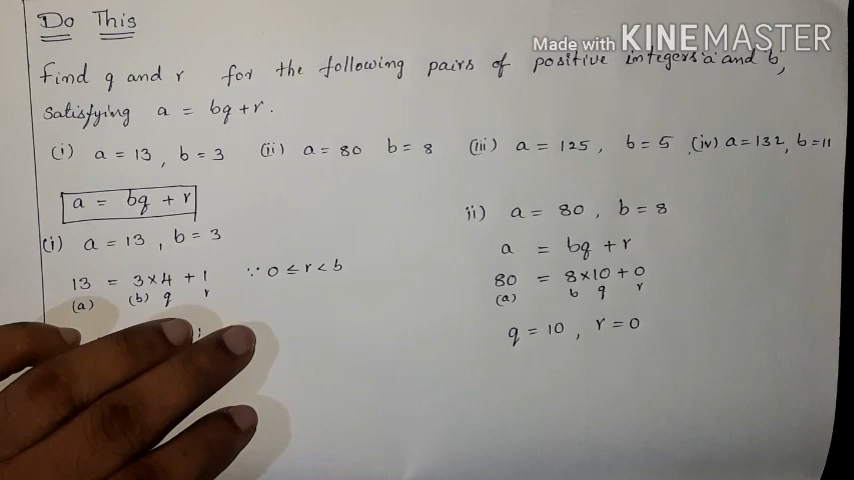 Do This
Made with KINEMASTER
Find q and r for the following pairs of positive integers 'a' and 'b',
satisfying a = bq + r.
(i) a = 13, b = 3 (ii) a = 80 b = 8 (iii) a = 125, b = 5 (iv) a = 132, b = 11
a = bq + r
(i) a = 13, b = 3
13 = 3 × 4 + 1 ∵ 0 ≤ r < b
(a) (b) q r
ii) a = 80, b = 8
a = bq + r
80 = 8 × 10 + 0
(a) b q r
q = 10, r = 0